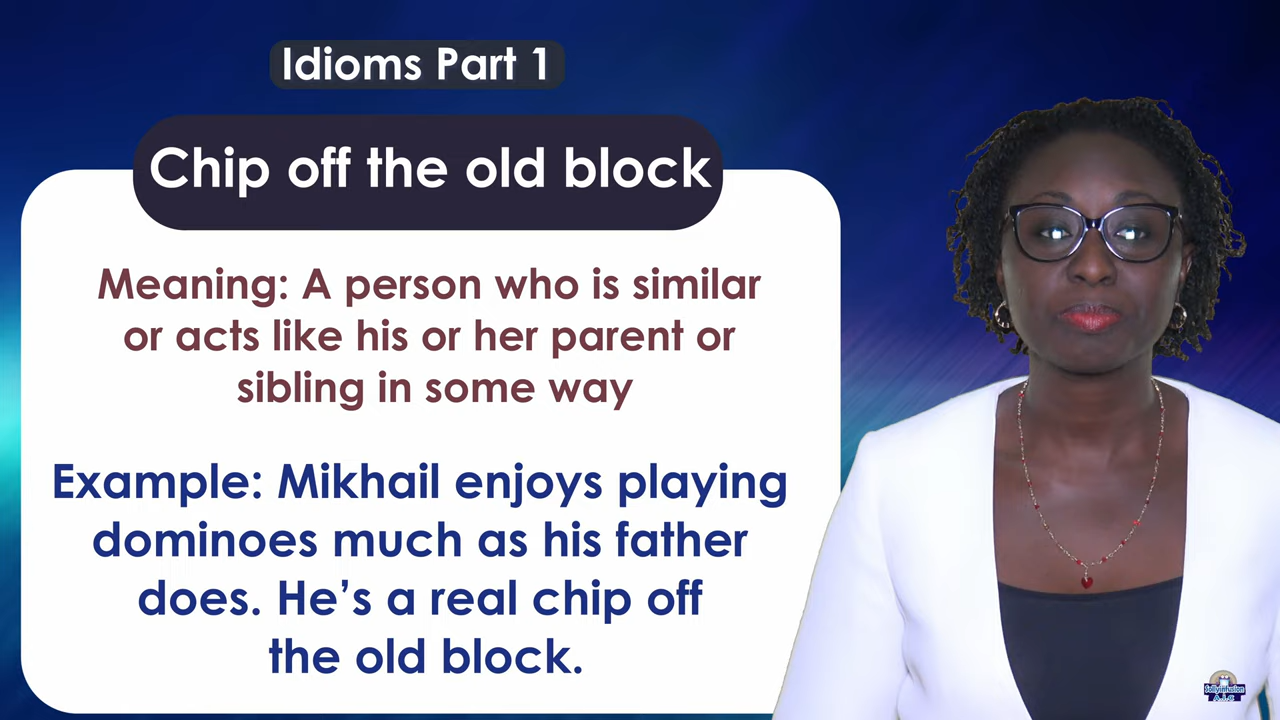 Idioms Part 1
Chip off the old block
Meaning: A person who is similar
or acts like his or her parent or
sibling in some way
Example: Mikhail enjoys playing
dominoes much as his father
does. He’s a real chip off
the old block.